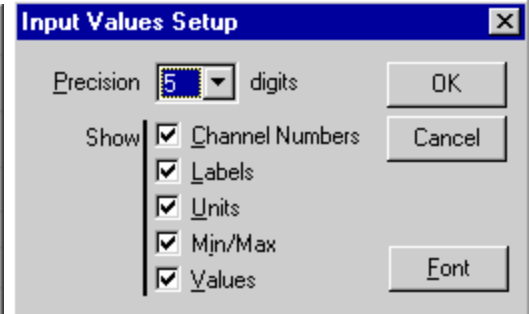 Input Values Setup
Precision 5 digits
OK
Show
Channel Numbers
Cancel
Labels
Units
Min/Max
Values
Font